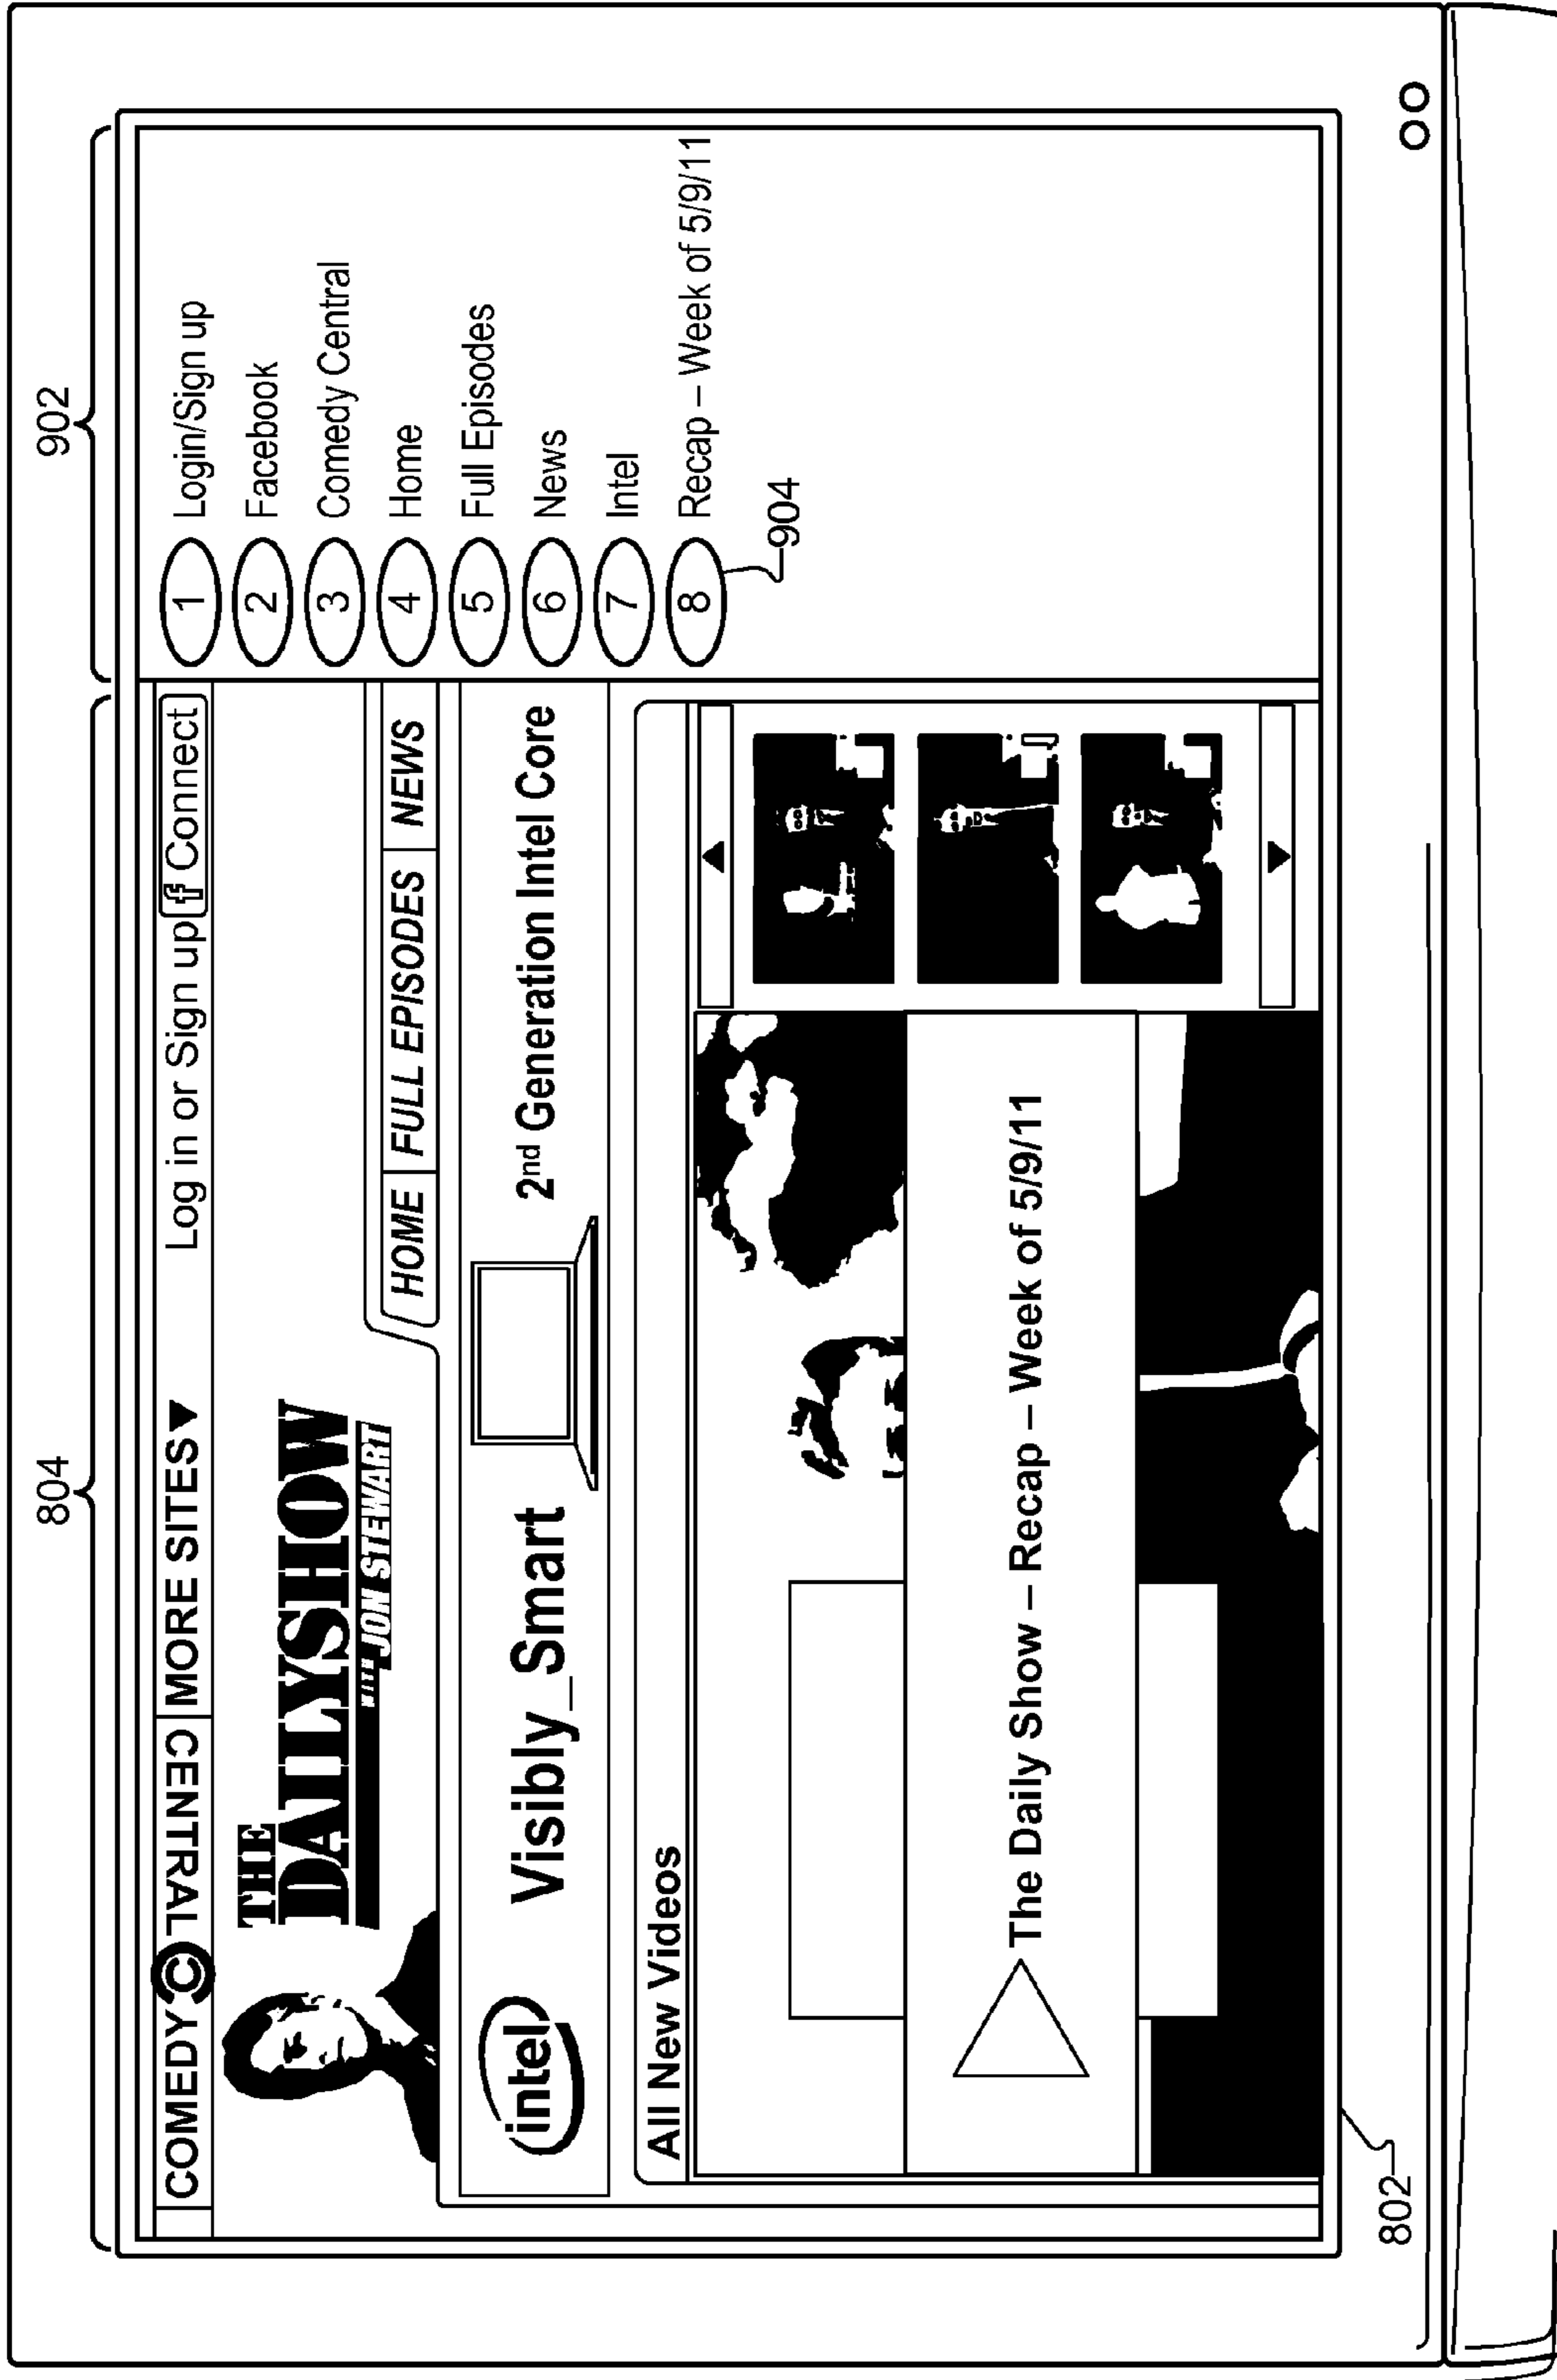 804
902
COMEDY CENTRAL MORE SITES▼ Log in or Sign up f Connect
THE
DAILYSHOW
WITH JON STEWART
HOME FULL EPISODES NEWS
intel Visibly_Smart 2nd Generation Intel Core
All New Videos
The Daily Show – Recap – Week of 5/9/11
1 Login/Sign up
2 Facebook
3 Comedy Central
4 Home
5 Full Episodes
6 News
7 Intel
8 Recap – Week of 5/9/11
904
802